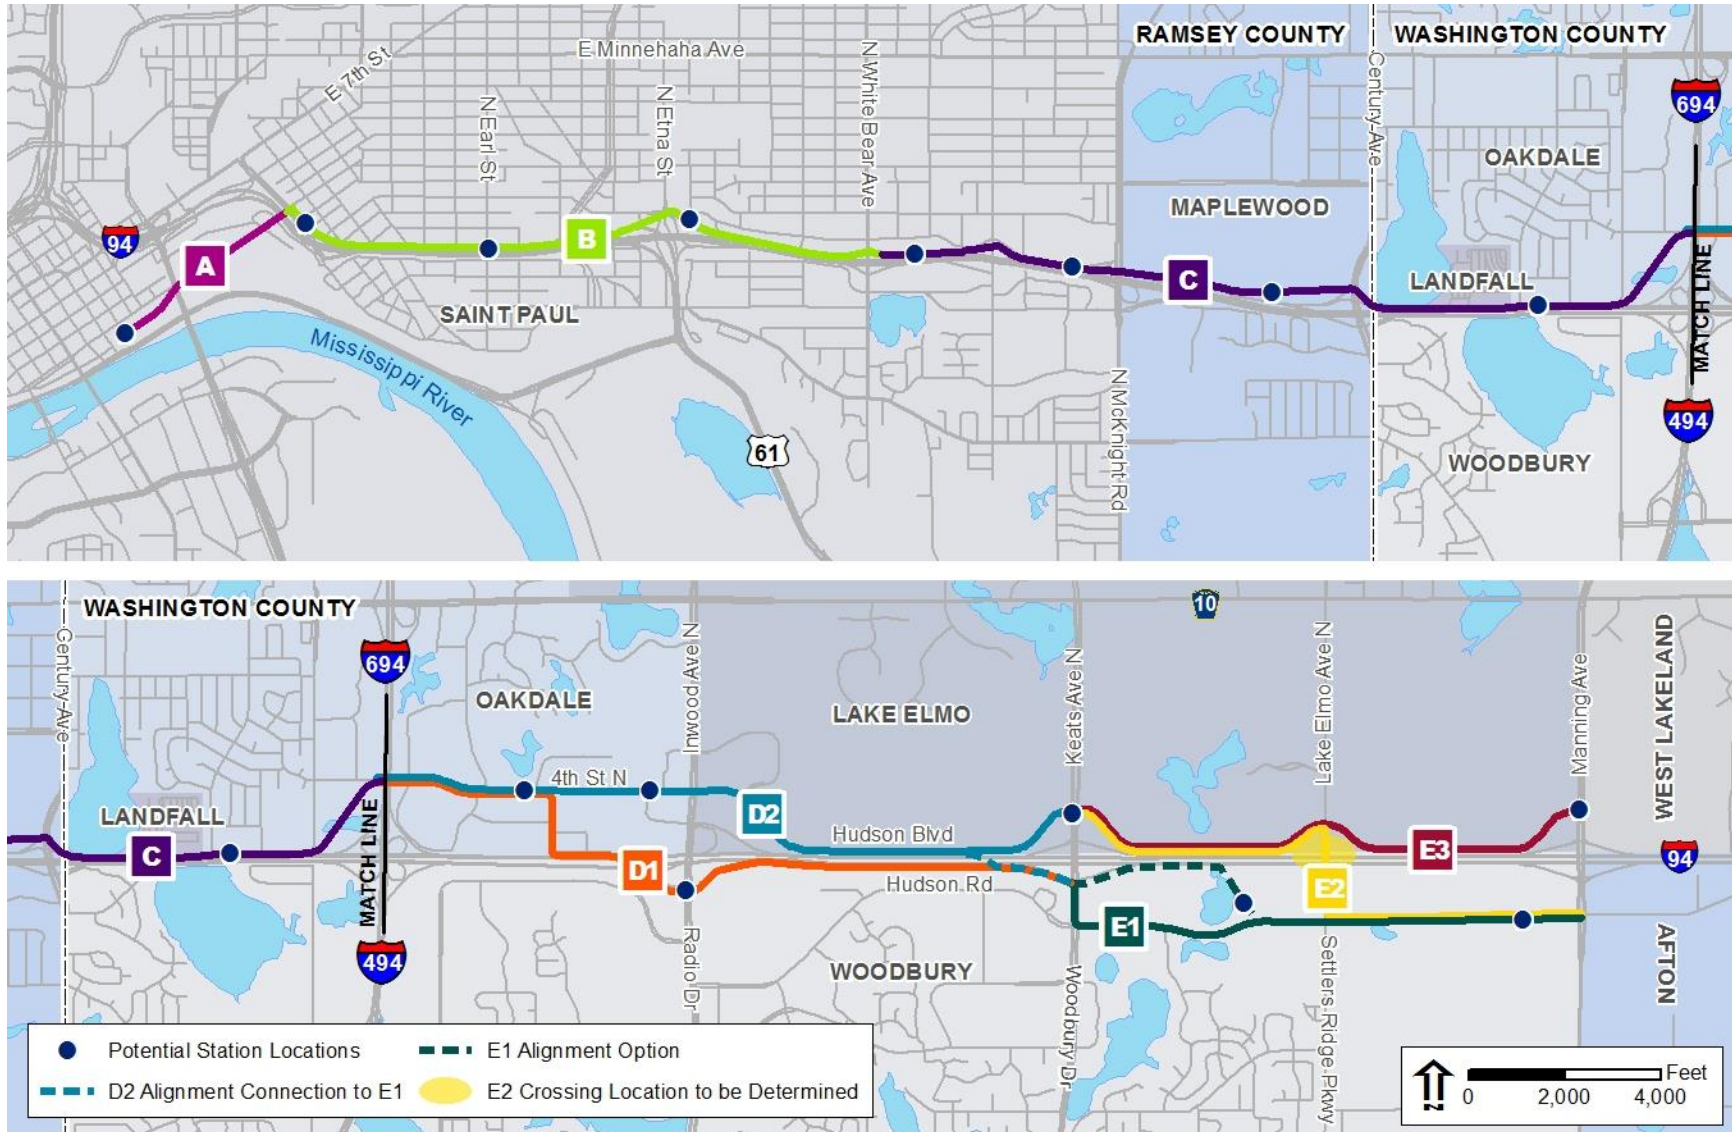 RAMSEY COUNTY
WASHINGTON COUNTY
E Minnehaha Ave
E 7th St
N Earl St
N Etna St
N White Bear Ave
Century Ave
694
OAKDALE
MAPLEWOOD
94
A
B
C
LANDFALL
SAINT PAUL
Mississippi River
MATCH LINE
N McKnight Rd
494
61
WOODBURY
WASHINGTON COUNTY
10
Century Ave
694
OAKDALE
Inwood Ave N
LAKE ELMO
Keats Ave N
Lake Elmo Ave N
Manning Ave
WEST LAKELAND
4th St N
LANDFALL
MATCH LINE
D2
Hudson Blvd
C
D1
Hudson Rd
E3
94
E2
E1
494
Radio Dr
WOODBURY
Woodbury Dr
Settlers Ridge Pkwy
AFTON
Potential Station Locations
E1 Alignment Option
D2 Alignment Connection to E1
E2 Crossing Location to be Determined
N
Feet
0 2,000 4,000